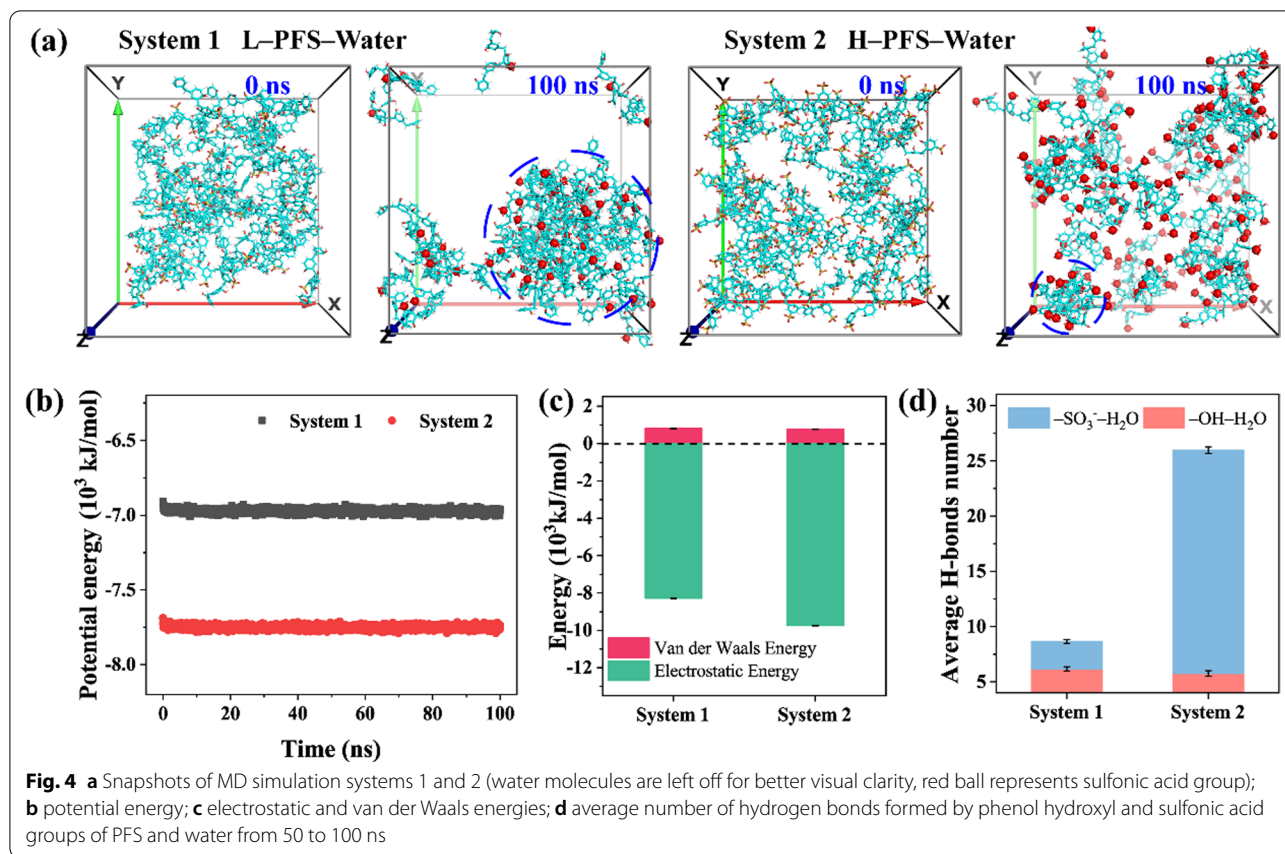 (a) System 1 L–PFS–Water System 2 H–PFS–Water
0 ns 100 ns 0 ns 100 ns
Y Y Y Y
X X X
Z Z Z Z
(b) (c) (d)
System 1 System 2
-6.5
-7.0
-7.5
-8.0
Potential energy (10³ kJ/mol)
0 20 40 60 80 100
Time (ns)
2
0
-2
-4
-6
-8
-10
-12
Energy (10³kJ/mol)
Van der Waals Energy
Electrostatic Energy
System 1 System 2
–SO₃⁻–H₂O –OH–H₂O
30
25
20
15
10
5
Average H-bonds number
System 1 System 2
Fig. 4 a Snapshots of MD simulation systems 1 and 2 (water molecules are left off for better visual clarity, red ball represents sulfonic acid group);
b potential energy; c electrostatic and van der Waals energies; d average number of hydrogen bonds formed by phenol hydroxyl and sulfonic acid
groups of PFS and water from 50 to 100 ns